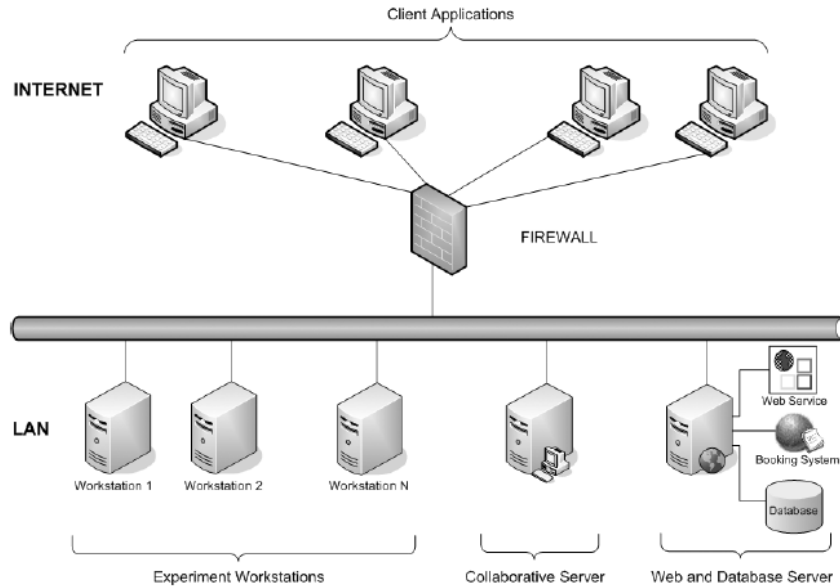 Client Applications
INTERNET
FIREWALL
Web Service
LAN
Booking System
Workstation 1
Workstation 2
Workstation N
Database
Experiment Workstations
Collaborative Server
Web and Database Server